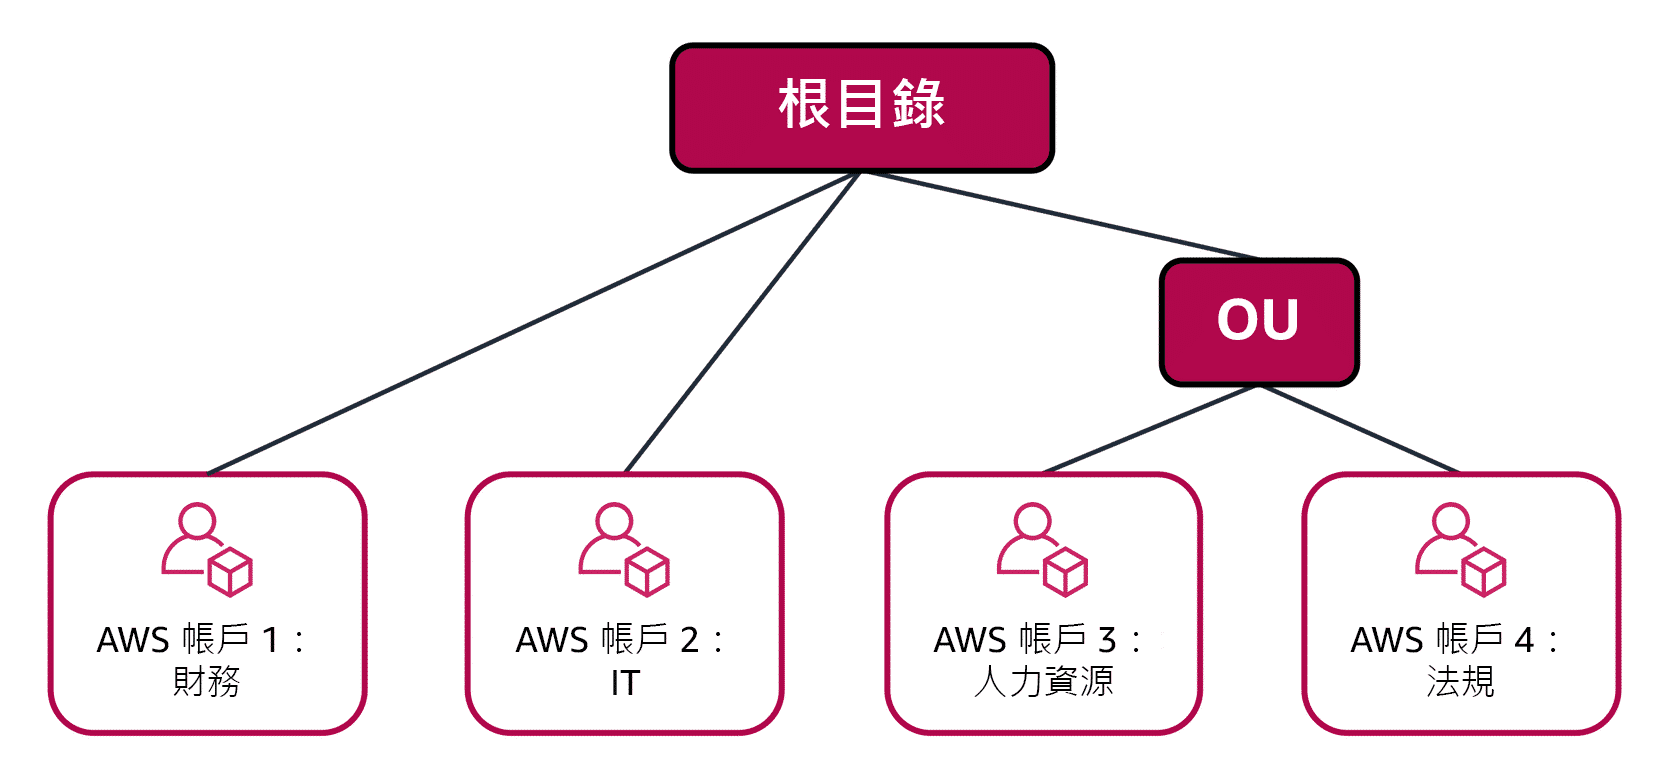 根目錄
OU
AWS 帳戶 1：
財務
AWS 帳戶 2：
IT
AWS 帳戶 3：
人力資源
AWS 帳戶 4：
法規